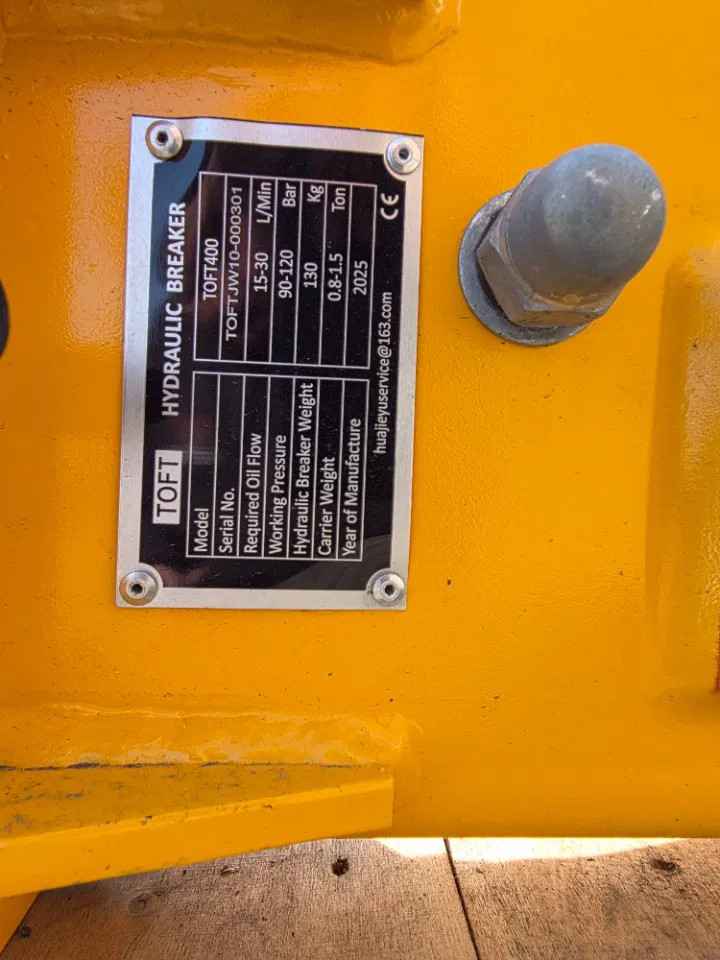 TOFT HYDRAULIC BREAKER
Model TOFT400
Serial No. TOFTJW10-000301
Required Oil Flow 15-30 L/Min
Working Pressure 90-120 Bar
Hydraulic Breaker Weight 130 Kg
Carrier Weight 0.8-1.5 Ton
Year of Manufacture 2025
huajieyuservice@163.com CE